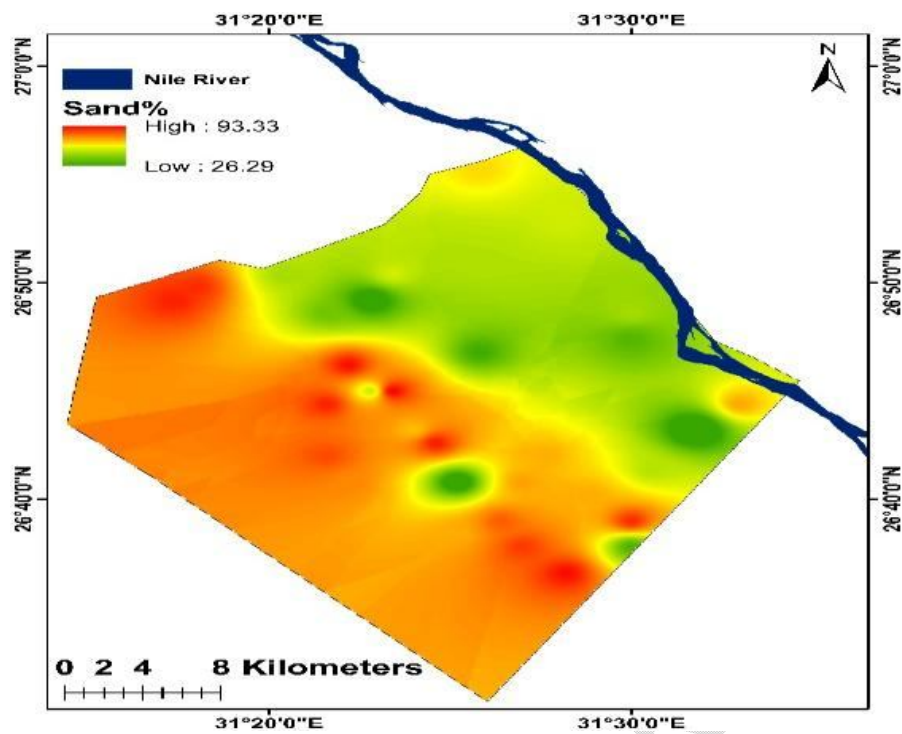 31°20'0"E 31°30'0"E
N
Nile River
Sand%
High : 93.33
Low : 26.29
27°0'0"N 27°0'0"N
26°50'0"N 26°50'0"N
26°40'0"N 26°40'0"N
0 2 4 8 Kilometers
31°20'0"E 31°30'0"E